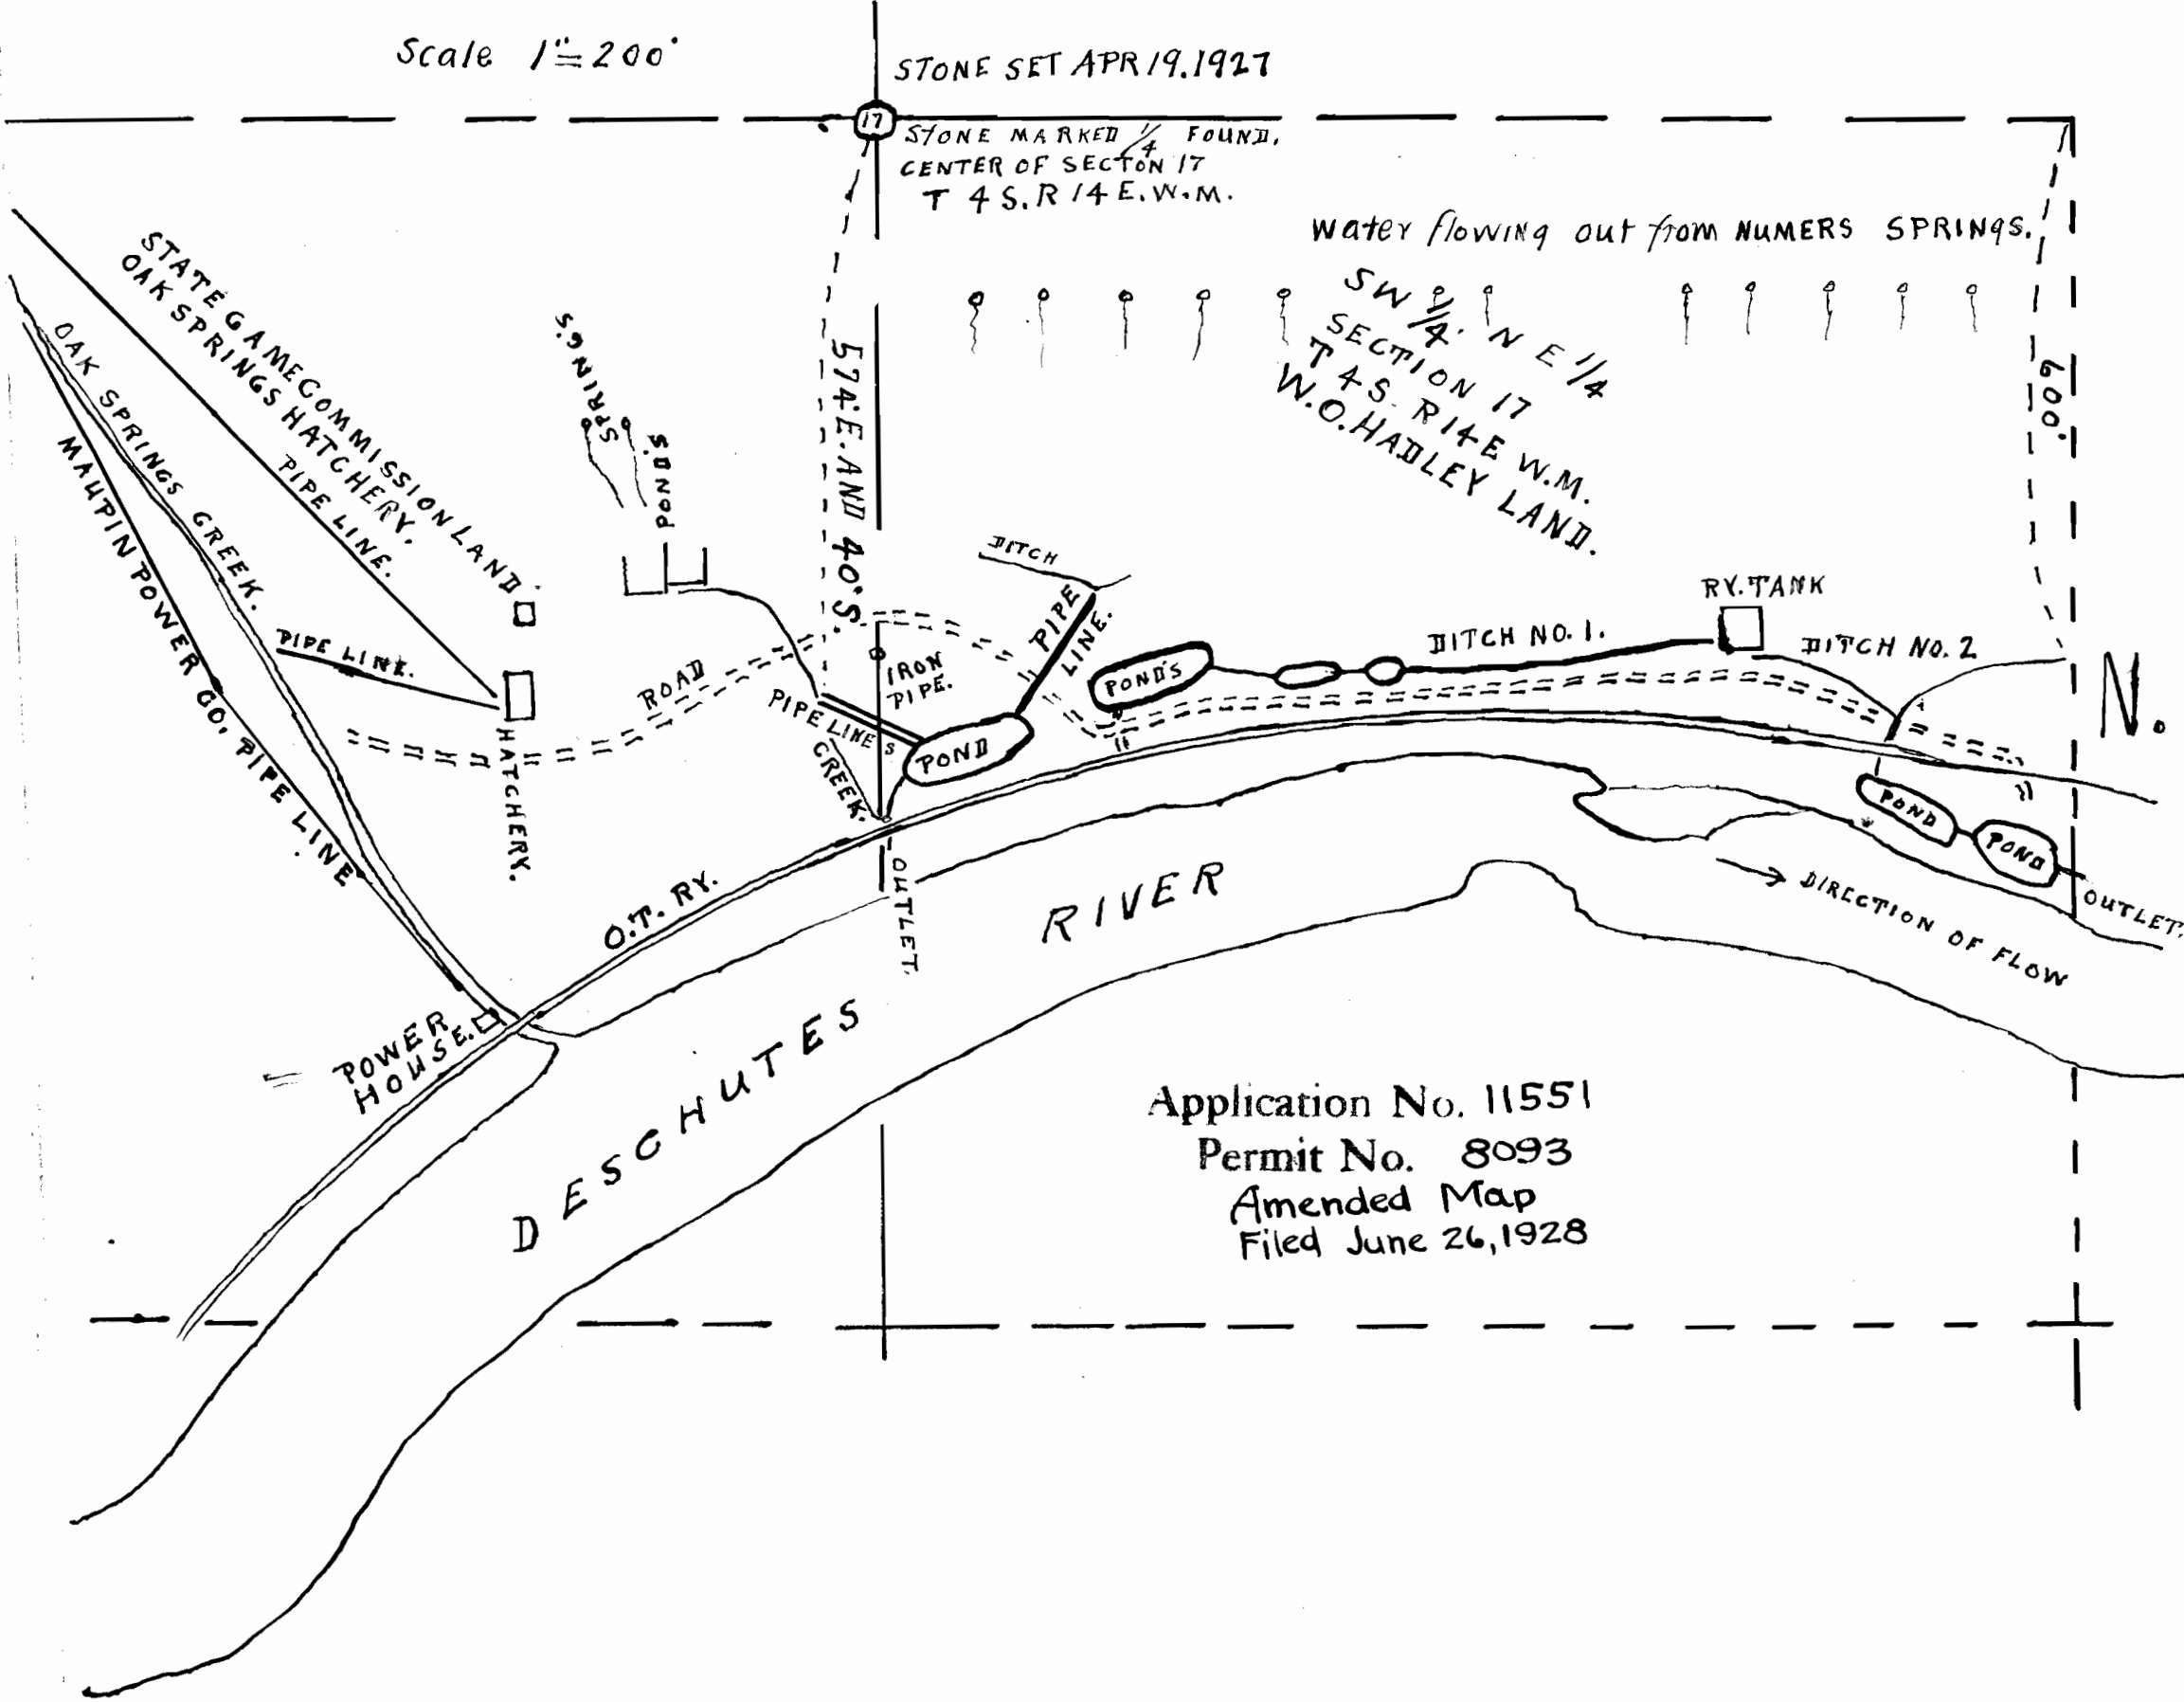 Scale 1"=200'
STONE SET APR 19.1927
17
STONE MARKED 1/4 FOUND.
CENTER OF SECTON 17
T 4 S. R 14 E. W. M.
Water flowing out from NUMERS SPRINGS.
SW 1/4. N E 1/4
SECTION 17
T 4 S. R 14 E W.M.
W.O. HADLEY LAND.
600.
574'E. AND 40°S.
STATE GAME COMMISSION LAND
OAK SPRINGS HATCHERY.
PIPE LINE.
OAK SPRINGS CREEK.
MAUPIN POWER CO, PIPE LINE
SPRING'S
POND'S
DITCH
PIPE LINE.
PIPE LINE.
ROAD
HATCHERY.
IRON
PIPE.
PIPE LINES
CREEK.
POND
POND'S
DITCH NO. 1.
RY. TANK
DITCH NO. 2
N.
POND
POND
OUTLET.
DIRECTION OF FLOW
O.T. RY.
OUTLET.
POWER
HOUSE.
DESCHUTES RIVER
Application No. 11551
Permit No. 8093
Amended Map
Filed June 26, 1928